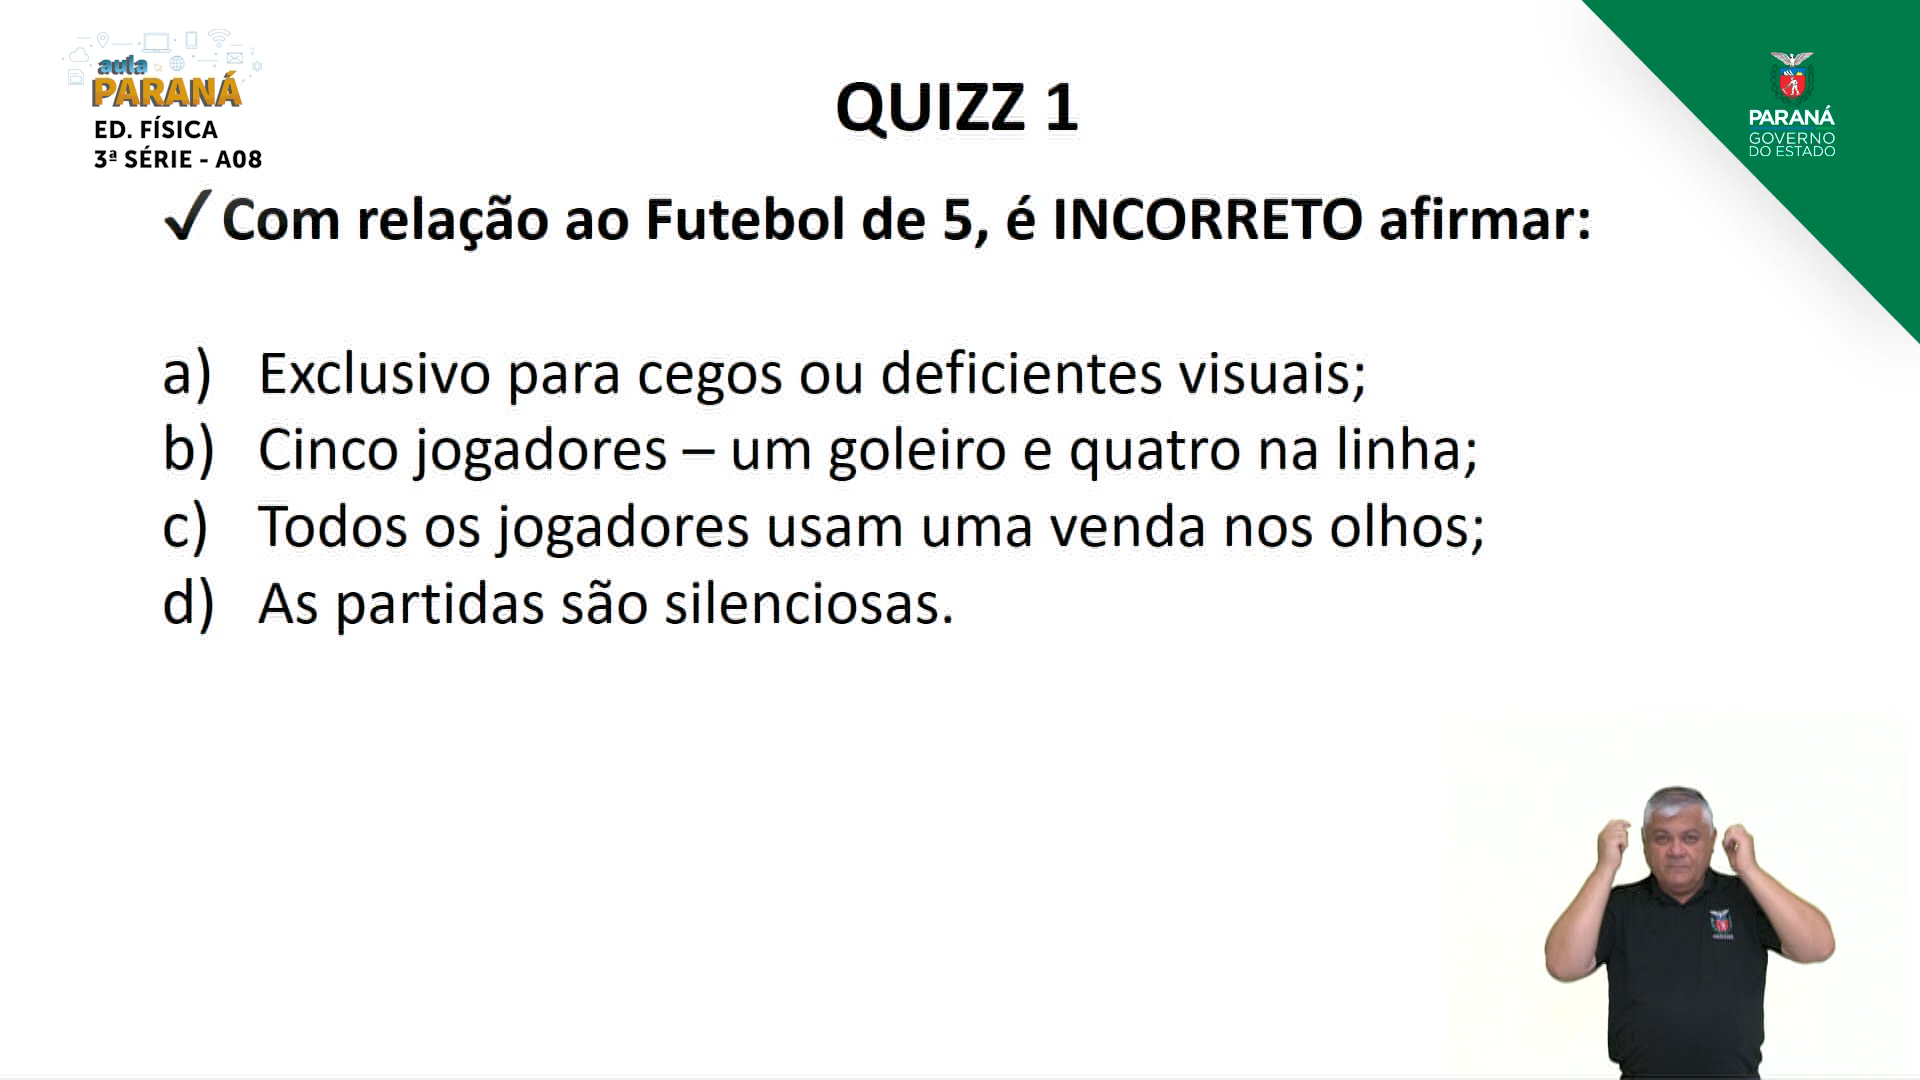 aula
PARANÁ
ED. FÍSICA
3ª SÉRIE - A08
QUIZZ 1
PARANÁ
GOVERNO
DO ESTADO
✓ Com relação ao Futebol de 5, é INCORRETO afirmar:
a) Exclusivo para cegos ou deficientes visuais;
b) Cinco jogadores – um goleiro e quatro na linha;
c) Todos os jogadores usam uma venda nos olhos;
d) As partidas são silenciosas.